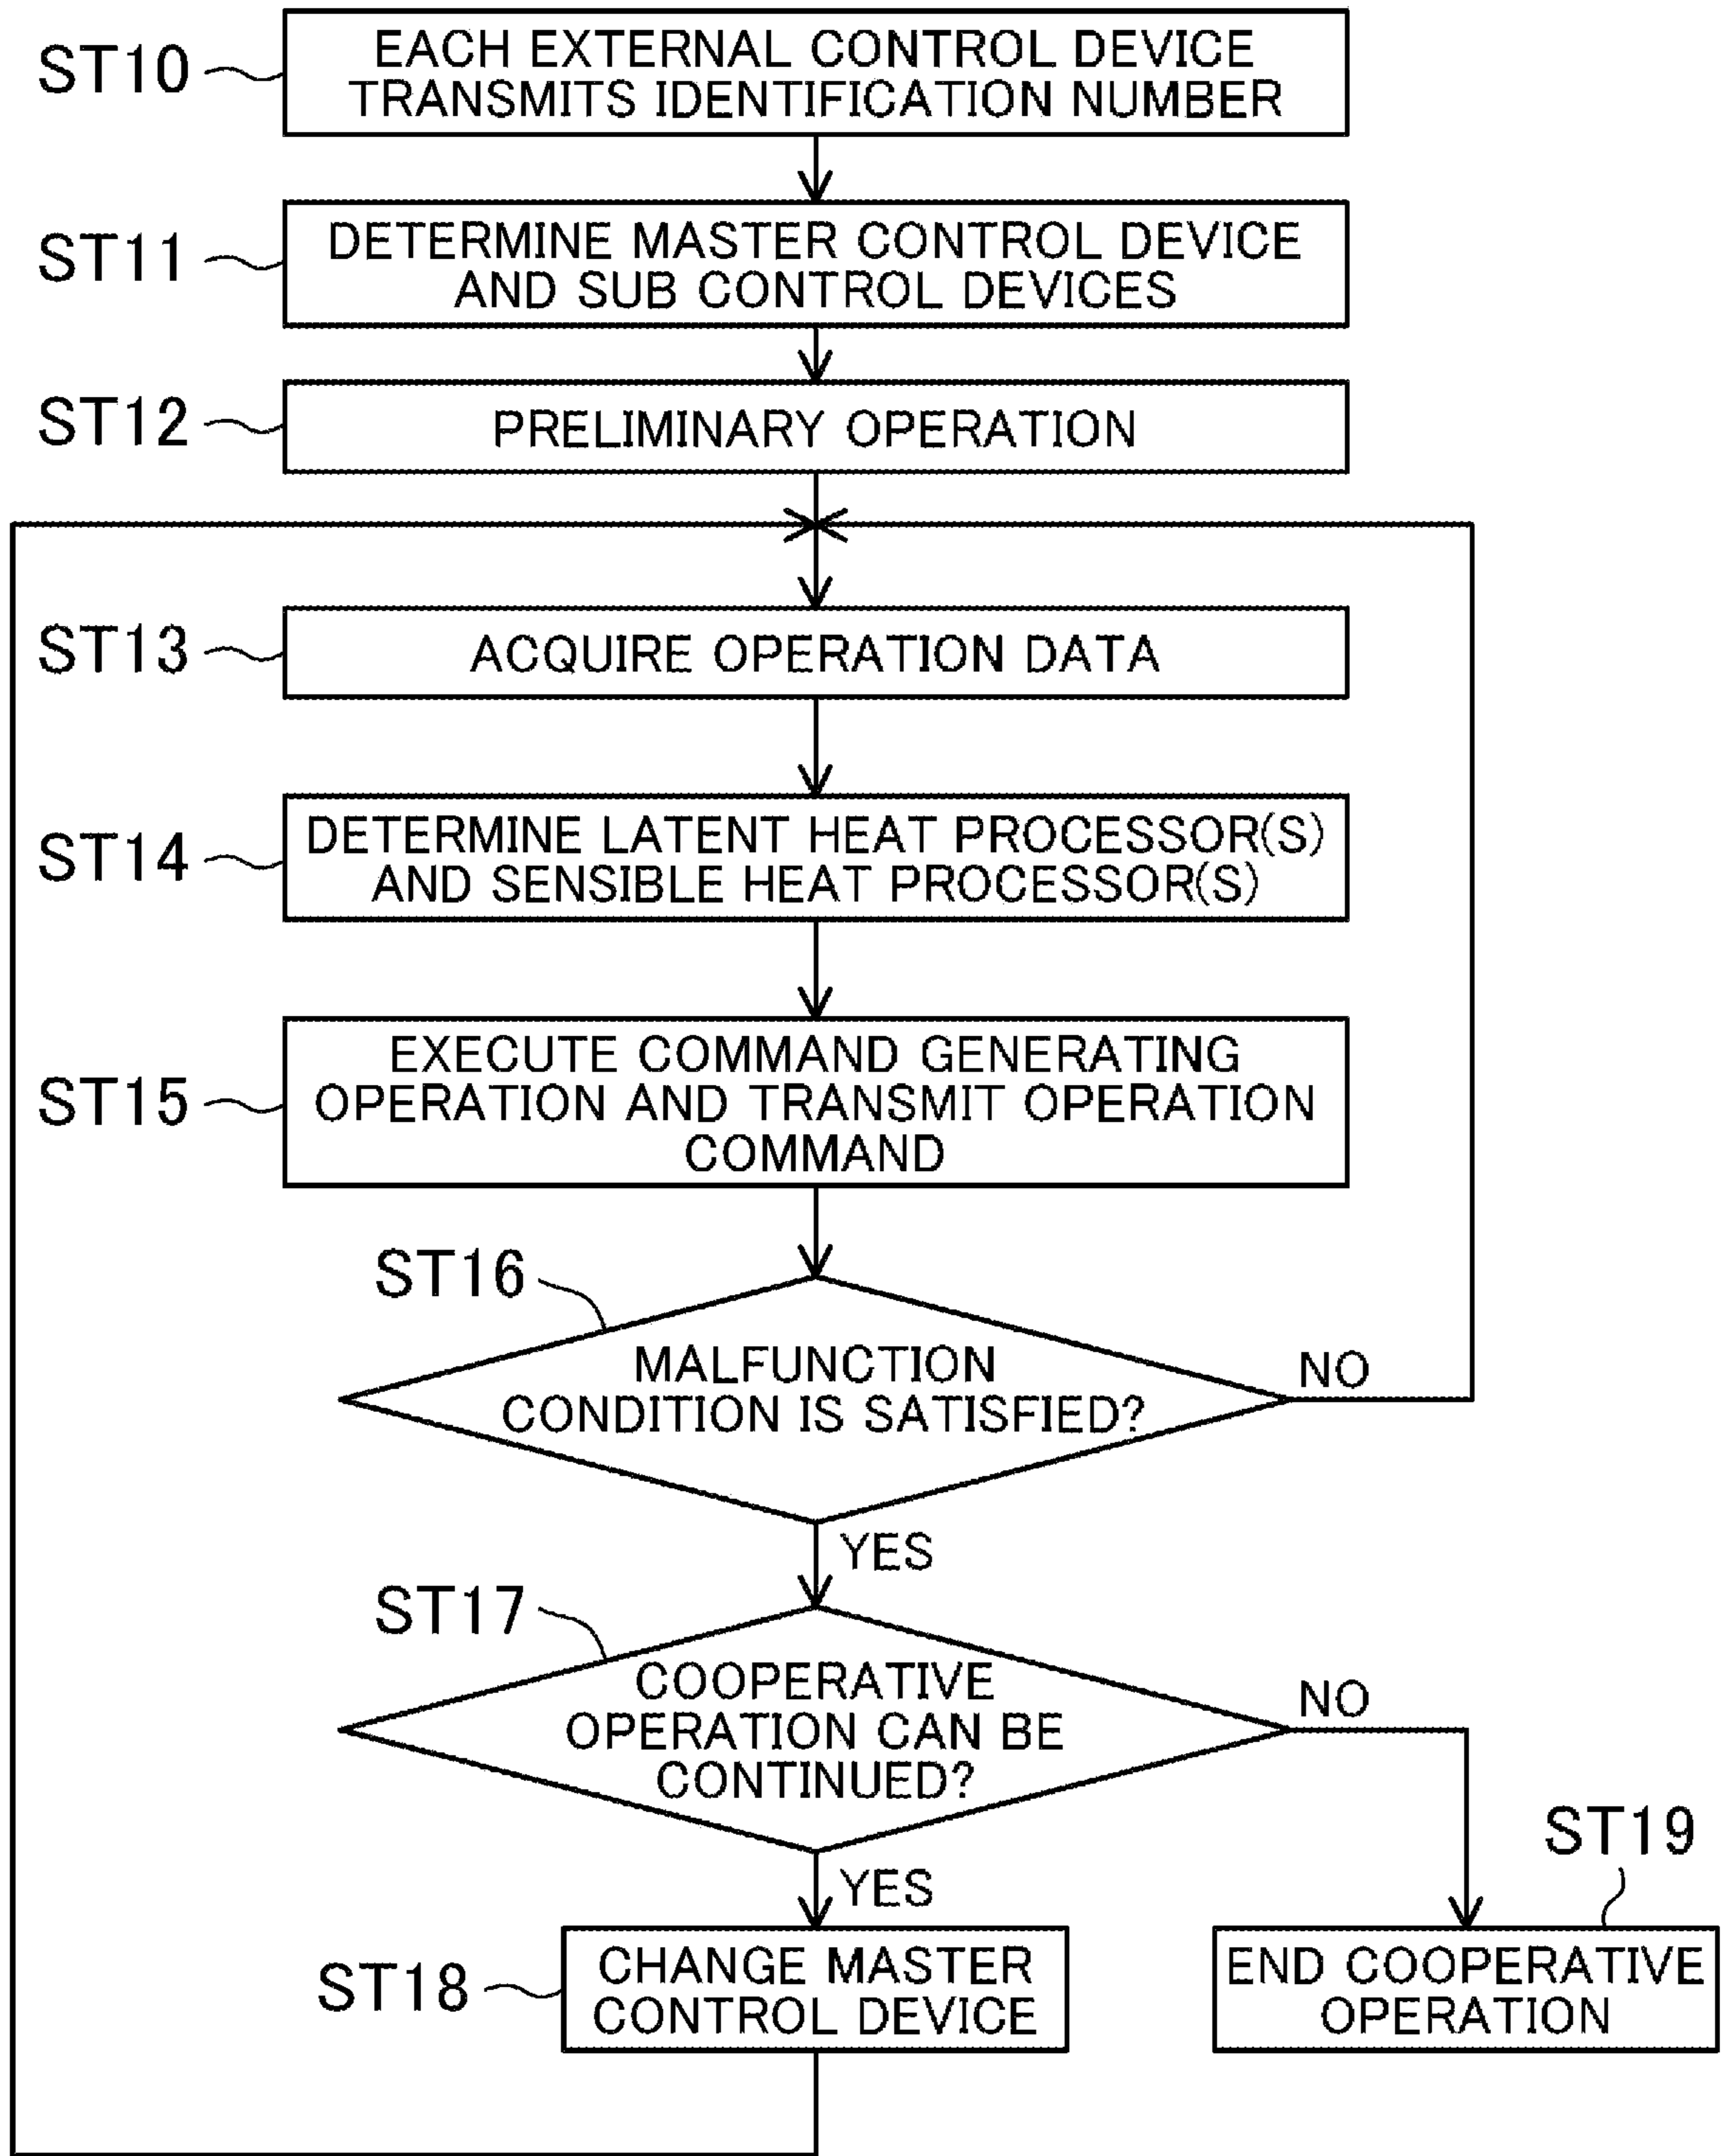 ST10
EACH EXTERNAL CONTROL DEVICE
TRANSMITS IDENTIFICATION NUMBER
ST11
DETERMINE MASTER CONTROL DEVICE
AND SUB CONTROL DEVICES
ST12
PRELIMINARY OPERATION
ST13
ACQUIRE OPERATION DATA
ST14
DETERMINE LATENT HEAT PROCESSOR(S)
AND SENSIBLE HEAT PROCESSOR(S)
ST15
EXECUTE COMMAND GENERATING
OPERATION AND TRANSMIT OPERATION
COMMAND
ST16
MALFUNCTION
CONDITION IS SATISFIED?
NO
YES
ST17
COOPERATIVE
OPERATION CAN BE
CONTINUED?
NO
YES
ST18
CHANGE MASTER
CONTROL DEVICE
ST19
END COOPERATIVE
OPERATION